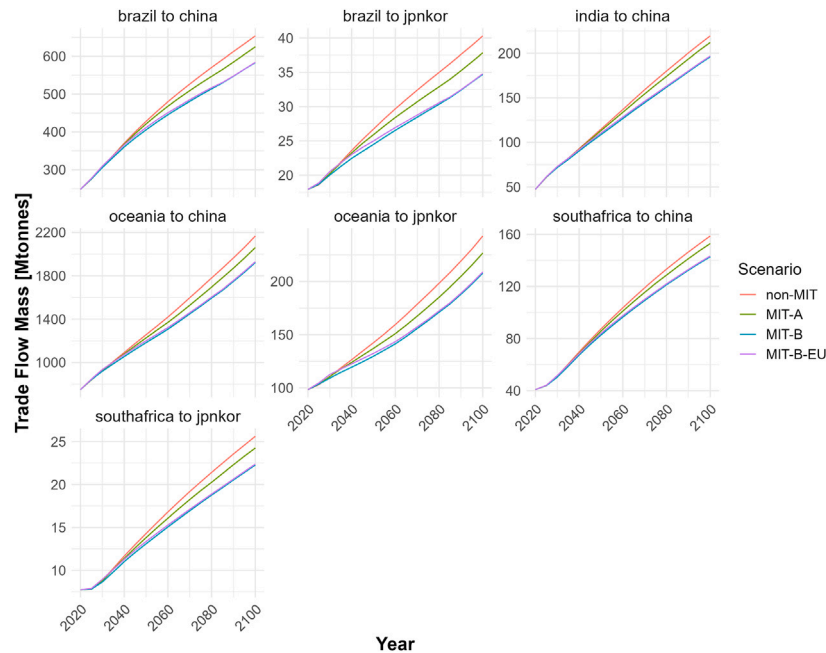 brazil to china
brazil to jpnkor
india to china
600
500
400
300
40
35
30
25
20
200
150
100
50
oceania to china
oceania to jpnkor
southafrica to china
2200
1800
1400
1000
200
150
100
160
120
80
40
2020 2040 2060 2080 2100
2020 2040 2060 2080 2100
southafrica to jpnkor
25
20
15
10
2020 2040 2060 2080 2100
Year
Trade Flow Mass [Mtonnes]
Scenario
non-MIT
MIT-A
MIT-B
MIT-B-EU